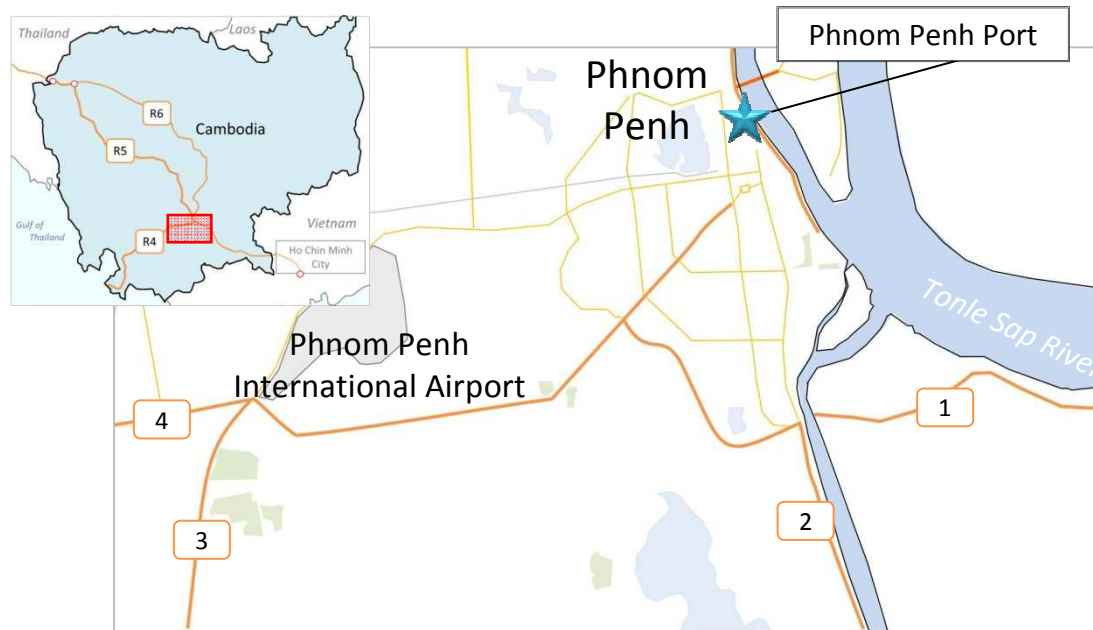 Thailand
Laos
R6
Cambodia
R5
Gulf of
Thailand
R4
Vietnam
Ho Chin Minh
City
Phnom Penh Port
Phnom
Penh
Tonle Sap River
Phnom Penh
International Airport
4
1
3
2